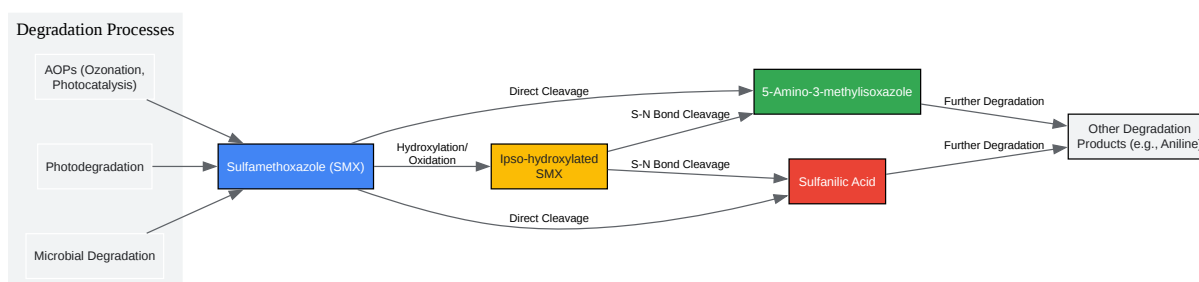 Degradation Processes
AOPs (Ozonation,
Photocatalysis)
Photodegradation
Microbial Degradation
Sulfamethoxazole (SMX)
Direct Cleavage
Hydroxylation/
Oxidation
Direct Cleavage
Ipso-hydroxylated
SMX
S-N Bond Cleavage
S-N Bond Cleavage
5-Amino-3-methylisoxazole
Sulfanilic Acid
Further Degradation
Further Degradation
Other Degradation
Products (e.g., Aniline)